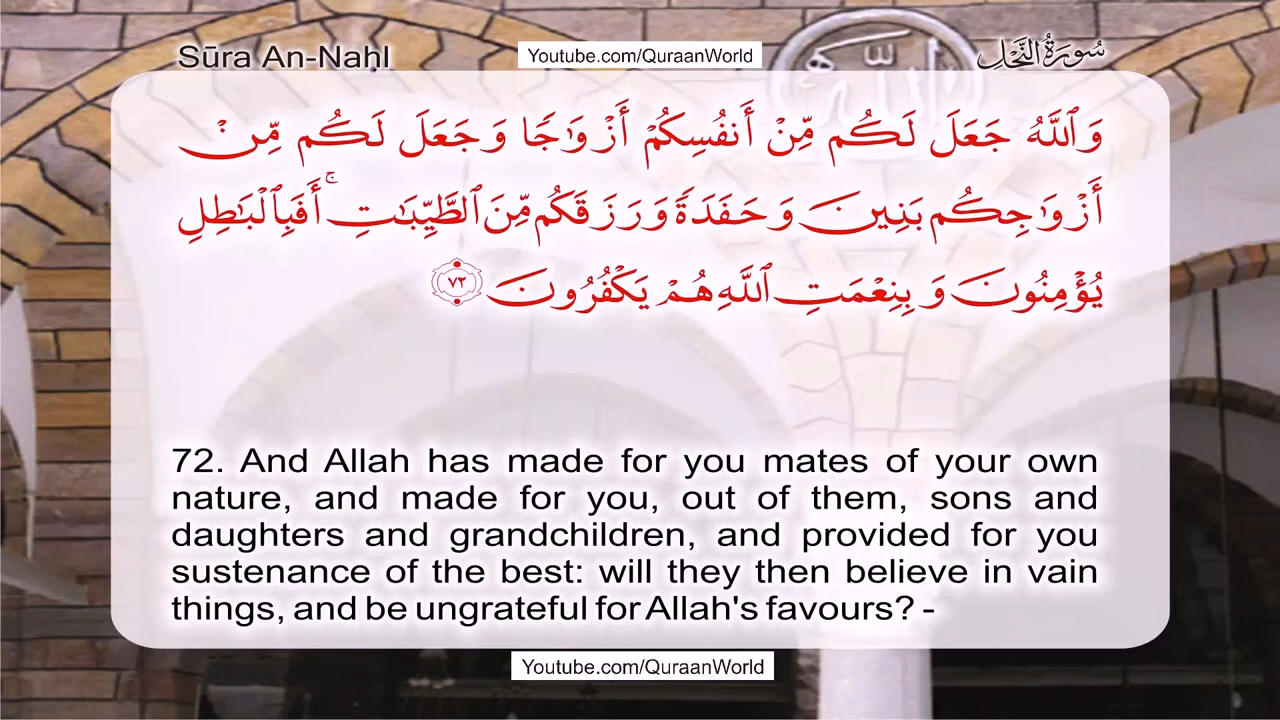 Sūra An-Naḥl
Youtube.com/QuraanWorld
سُورَةُ النَّحْلِ
وَٱللَّهُ جَعَلَ لَكُم مِّنْ أَنفُسِكُمْ أَزْوَٰجًا وَجَعَلَ لَكُم مِّنْ
أَزْوَٰجِكُم بَنِينَ وَحَفَدَةً وَرَزَقَكُم مِّنَ ٱلطَّيِّبَـٰتِ ۚ أَفَبِٱلْبَـٰطِلِ
يُؤْمِنُونَ وَبِنِعْمَتِ ٱللَّهِ هُمْ يَكْفُرُونَ ٧٢
72. And Allah has made for you mates of your own
nature, and made for you, out of them, sons and
daughters and grandchildren, and provided for you
sustenance of the best: will they then believe in vain
things, and be ungrateful for Allah's favours? -
Youtube.com/QuraanWorld